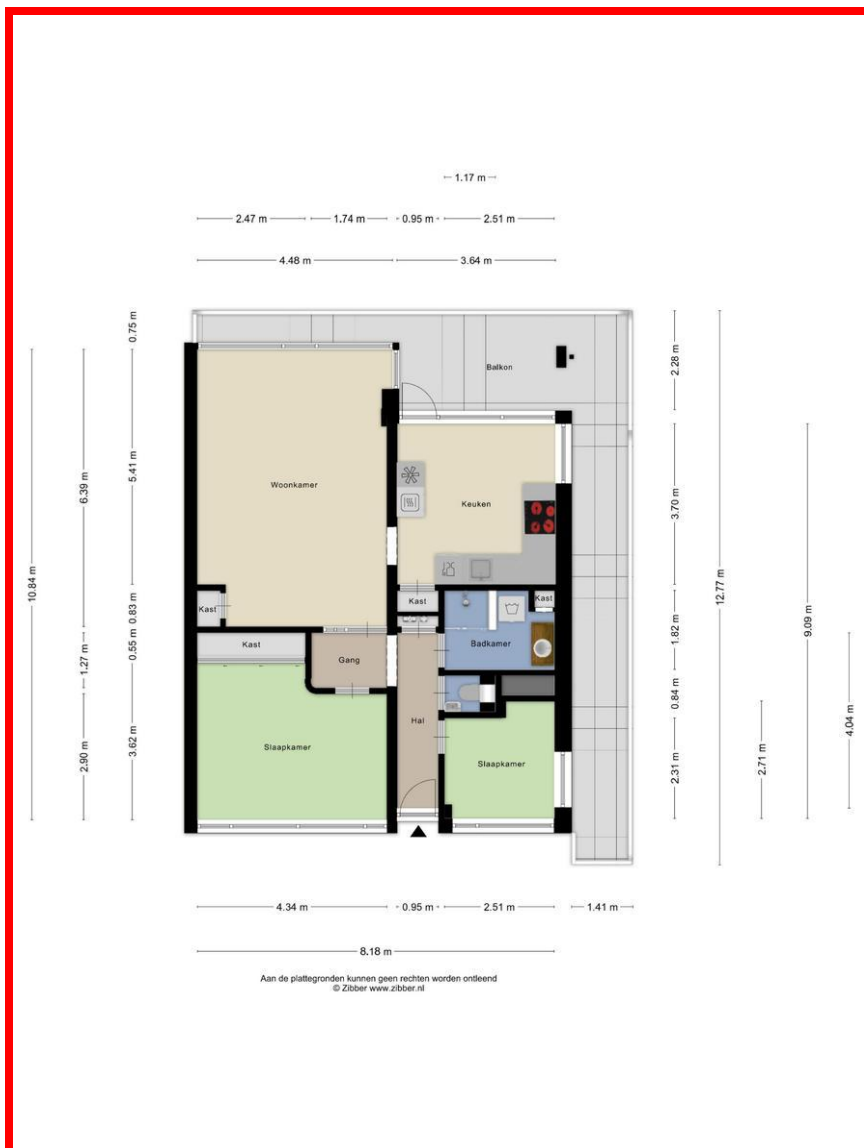 1.17 m
2.47 m
1.74 m
0.95 m
2.51 m
4.48 m
3.64 m
0.75 m
2.28 m
Balkon
5.41 m
6.39 m
10.84 m
Woonkamer
Keuken
3.70 m
12.77 m
9.09 m
Kast
Kast
Kast
0.83 m
Badkamer
1.82 m
Kast
Gang
0.55 m
1.27 m
Hal
0.84 m
Slaapkamer
3.62 m
2.90 m
Slaapkamer
2.31 m
2.71 m
4.04 m
4.34 m
0.95 m
2.51 m
1.41 m
8.18 m
Aan de plattegronden kunnen geen rechten worden ontleend
© Zibber www.zibber.nl